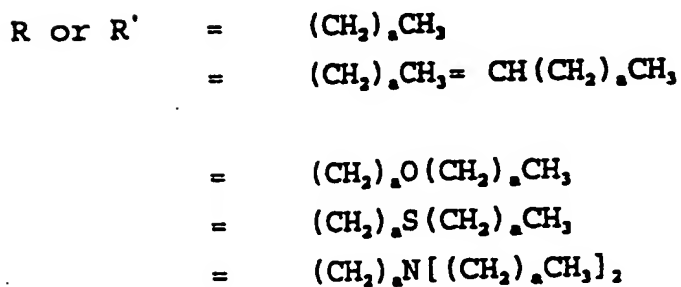 R or R' = (CH₂)ₐCH₃
= (CH₂)ₐCH₃= CH(CH₂)ₐCH₃
= (CH₂)ₐO(CH₂)ₐCH₃
= (CH₂)ₐS(CH₂)ₐCH₃
= (CH₂)ₐN[(CH₂)ₐCH₃]₂